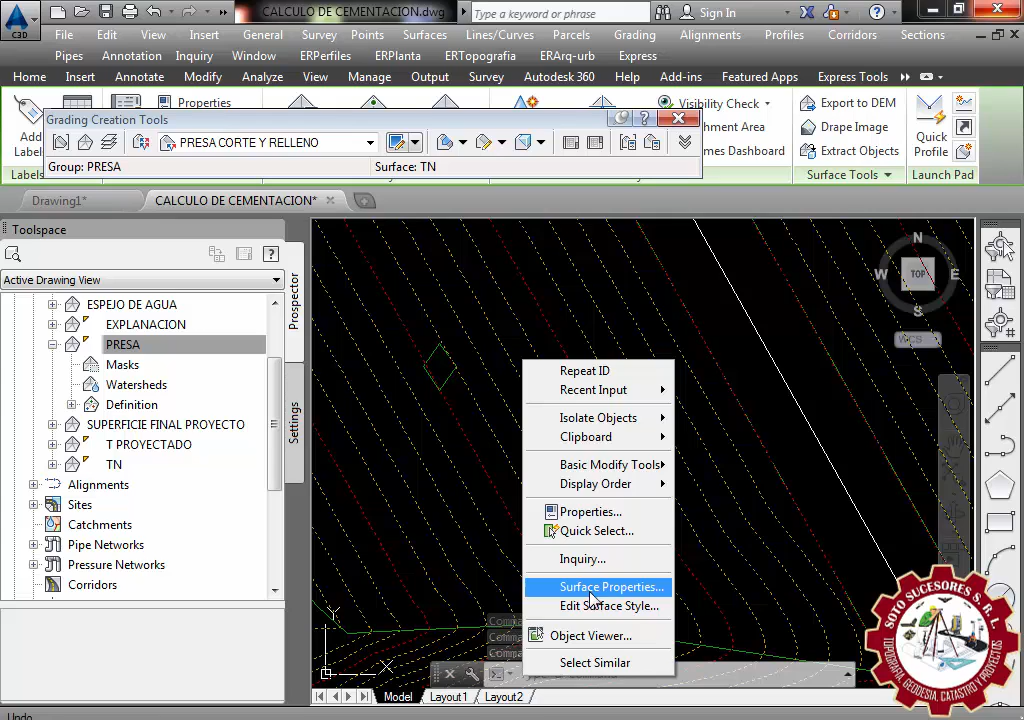 CALCULO DE CEMENTACION.dwg
Type a keyword or phrase
Sign In
C3D
File Edit View Insert General Survey Points Surfaces Lines/Curves Parcels Grading Alignments Profiles Corridors Sections
Pipes Annotation Inquiry Window ERPerfiles ERPlanta ERTopografia ERArq-urb Express
Home Insert Annotate Modify Analyze View Manage Output Survey Autodesk 360 Help Add-ins Featured Apps Express Tools
Add
Label
Labels
Properties
Visibility Check
Export to DEM
Drape Image
Extract Objects
Surface Tools
Quick
Profile
Launch Pad
Grading Creation Tools
PRESA CORTE Y RELLENO
Group: PRESA
Surface: TN
Drawing1*
CALCULO DE CEMENTACION*
Toolspace
Active Drawing View
Prospector
Settings
ESPEJO DE AGUA
EXPLANACION
PRESA
Masks
Watersheds
Definition
SUPERFICIE FINAL PROYECTO
T PROYECTADO
TN
Alignments
Sites
Catchments
Pipe Networks
Pressure Networks
Corridors
Repeat ID
Recent Input
Isolate Objects
Clipboard
Basic Modify Tools
Display Order
Properties...
Quick Select...
Inquiry...
Surface Properties...
Edit Surface Style...
Object Viewer...
Select Similar
N
W TOP E
S
WCS
Comma
Comma
Comma
Y
X
Model Layout1 Layout2
Undo
SOTO SUCESORES S.R.L.
TOPOGRAFIA, GEODESIA, CATASTRO Y PROYECTOS